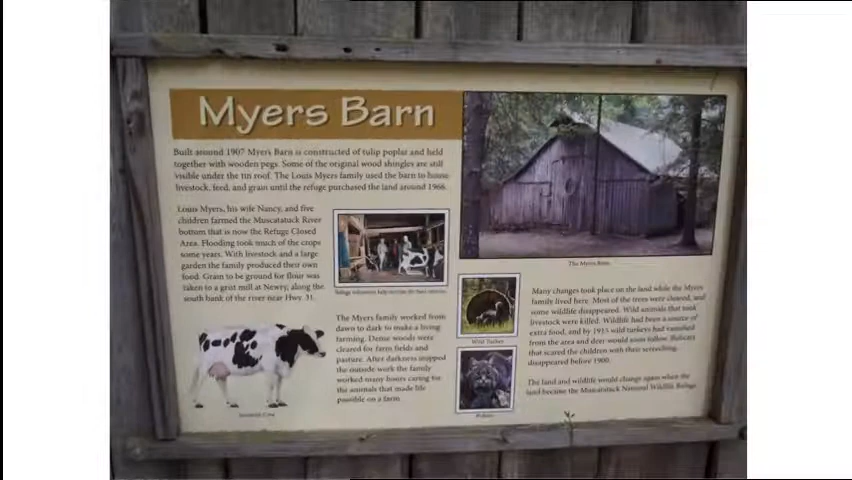 Myers Barn
Built around 1907 Myers Barn is constructed of tulip poplar and held
together with wooden pegs. Some of the original wood shingles are still
visible under the tin roof. The Louis Myers family used the barn to house
livestock, feed, and grain until the refuge purchased the land around 1966.
Louis Myers, his wife Nancy, and five
children farmed the Muscatatuck River
bottom that is now the Refuge Closed
Area. Flooding took much of the crops
some years. With livestock and a large
garden the family produced their own
food. Grain to be ground for flour was
taken to a grist mill at Newry, along the
south bank of the river near Hwy. 31.
The Myers family worked from
dawn to dark to make a living
farming. Dense woods were
cleared for farm fields and
pasture. After darkness stopped
the outside work the family
worked many hours caring for
the animals that made life
possible on a farm.
Cow
Refuge volunteers help
The Myers Barn
Wild Turkey
Bobcat
Many changes took place on the land while the Myers
family lived here. Most of the trees were cleared, and
some wildlife disappeared. Wild animals that took
livestock were killed. Wildlife had been a source of
extra food, and by 1915 wild turkeys had vanished
from the area and deer would soon follow. Bobcats
that scared the children with their screeching,
disappeared before 1900.
The land and wildlife would change again when the
land became the Muscatatuck National Wildlife Refuge.